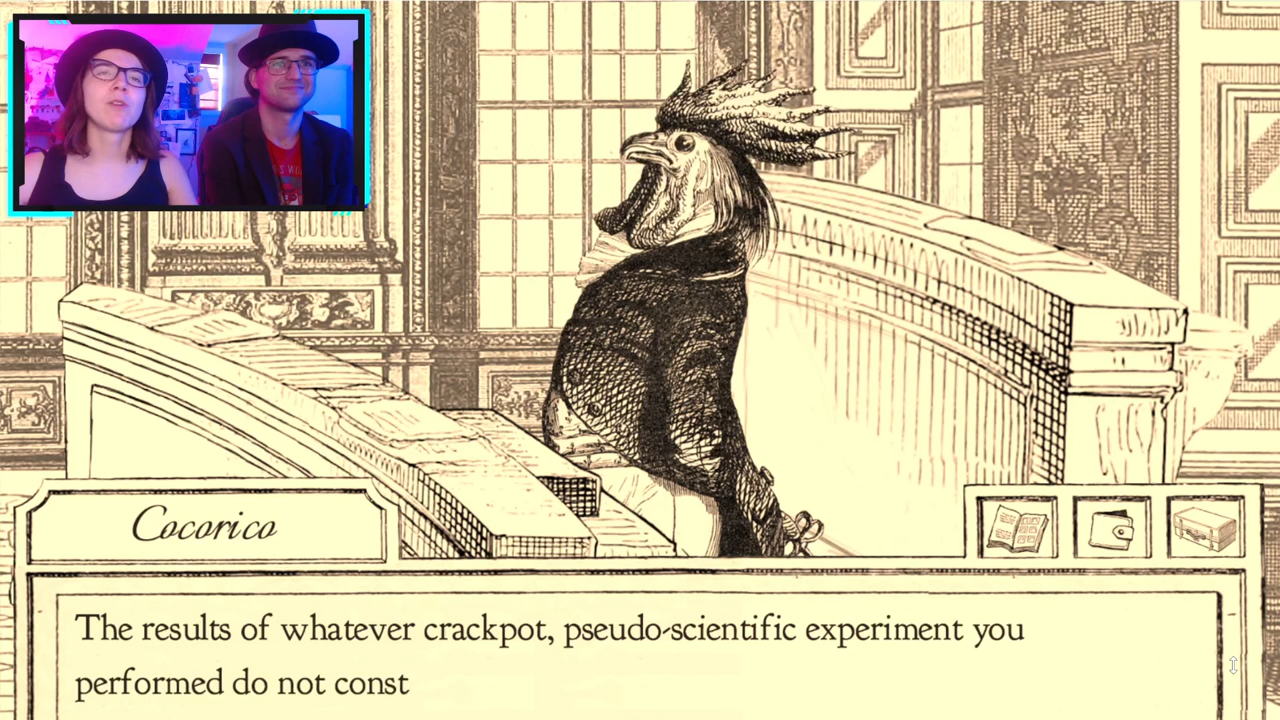 Cocorico
The results of whatever crackpot, pseudo-scientific experiment you
performed do not const